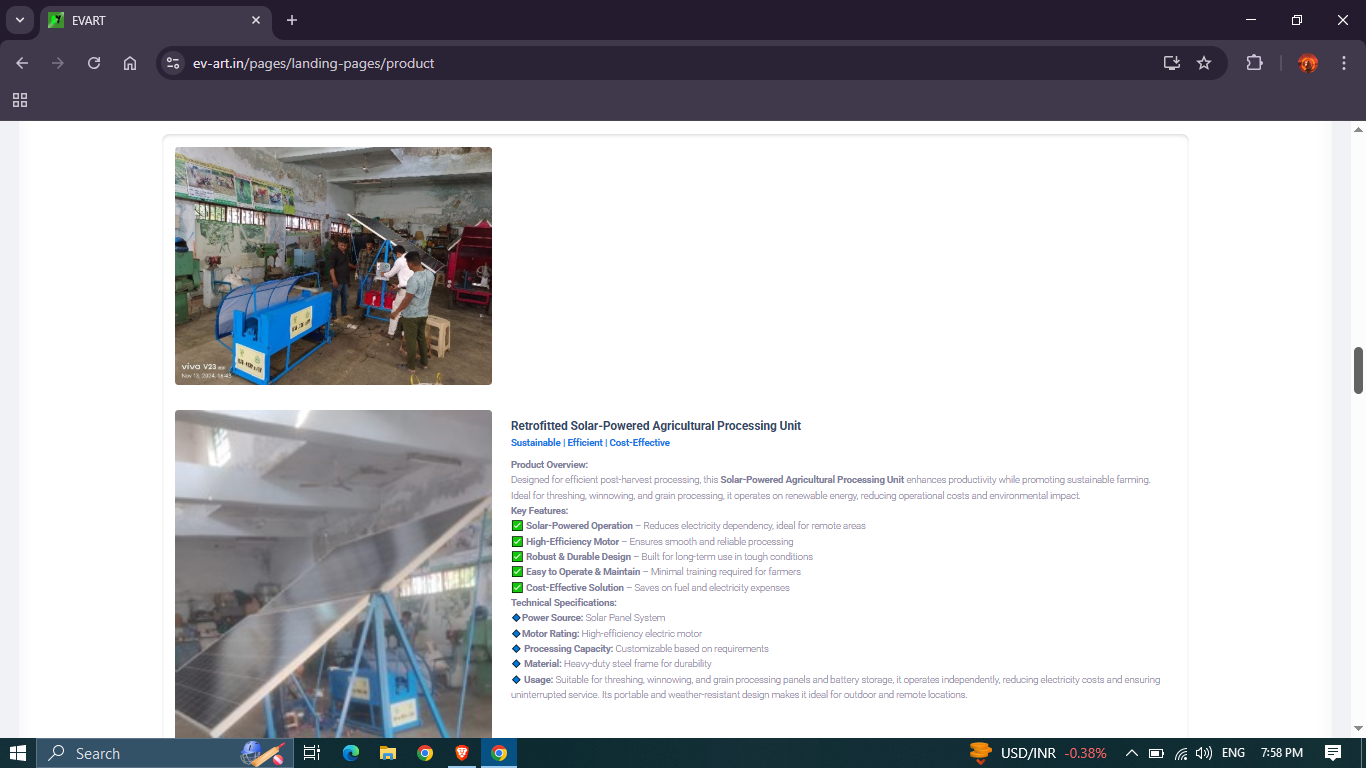 EVART
ev-art.in/pages/landing-pages/product
vivo V23
Nov 13, 2024, 16:43
Retrofitted Solar-Powered Agricultural Processing Unit
Sustainable | Efficient | Cost-Effective
Product Overview:
Designed for efficient post-harvest processing, this Solar-Powered Agricultural Processing Unit enhances productivity while promoting sustainable farming.
Ideal for threshing, winnowing, and grain processing, it operates on renewable energy, reducing operational costs and environmental impact.
Key Features:
✅ Solar-Powered Operation – Reduces electricity dependency, ideal for remote areas
✅ High-Efficiency Motor – Ensures smooth and reliable processing
✅ Robust & Durable Design – Built for long-term use in tough conditions
✅ Easy to Operate & Maintain – Minimal training required for farmers
✅ Cost-Effective Solution – Saves on fuel and electricity expenses
Technical Specifications:
🔹Power Source: Solar Panel System
🔹Motor Rating: High-efficiency electric motor
🔹 Processing Capacity: Customizable based on requirements
🔹 Material: Heavy-duty steel frame for durability
🔹 Usage: Suitable for threshing, winnowing, and grain processing panels and battery storage, it operates independently, reducing electricity costs and ensuring
uninterrupted service. Its portable and weather-resistant design makes it ideal for outdoor and remote locations.
Search
USD/INR -0.38%
ENG
7:58 PM